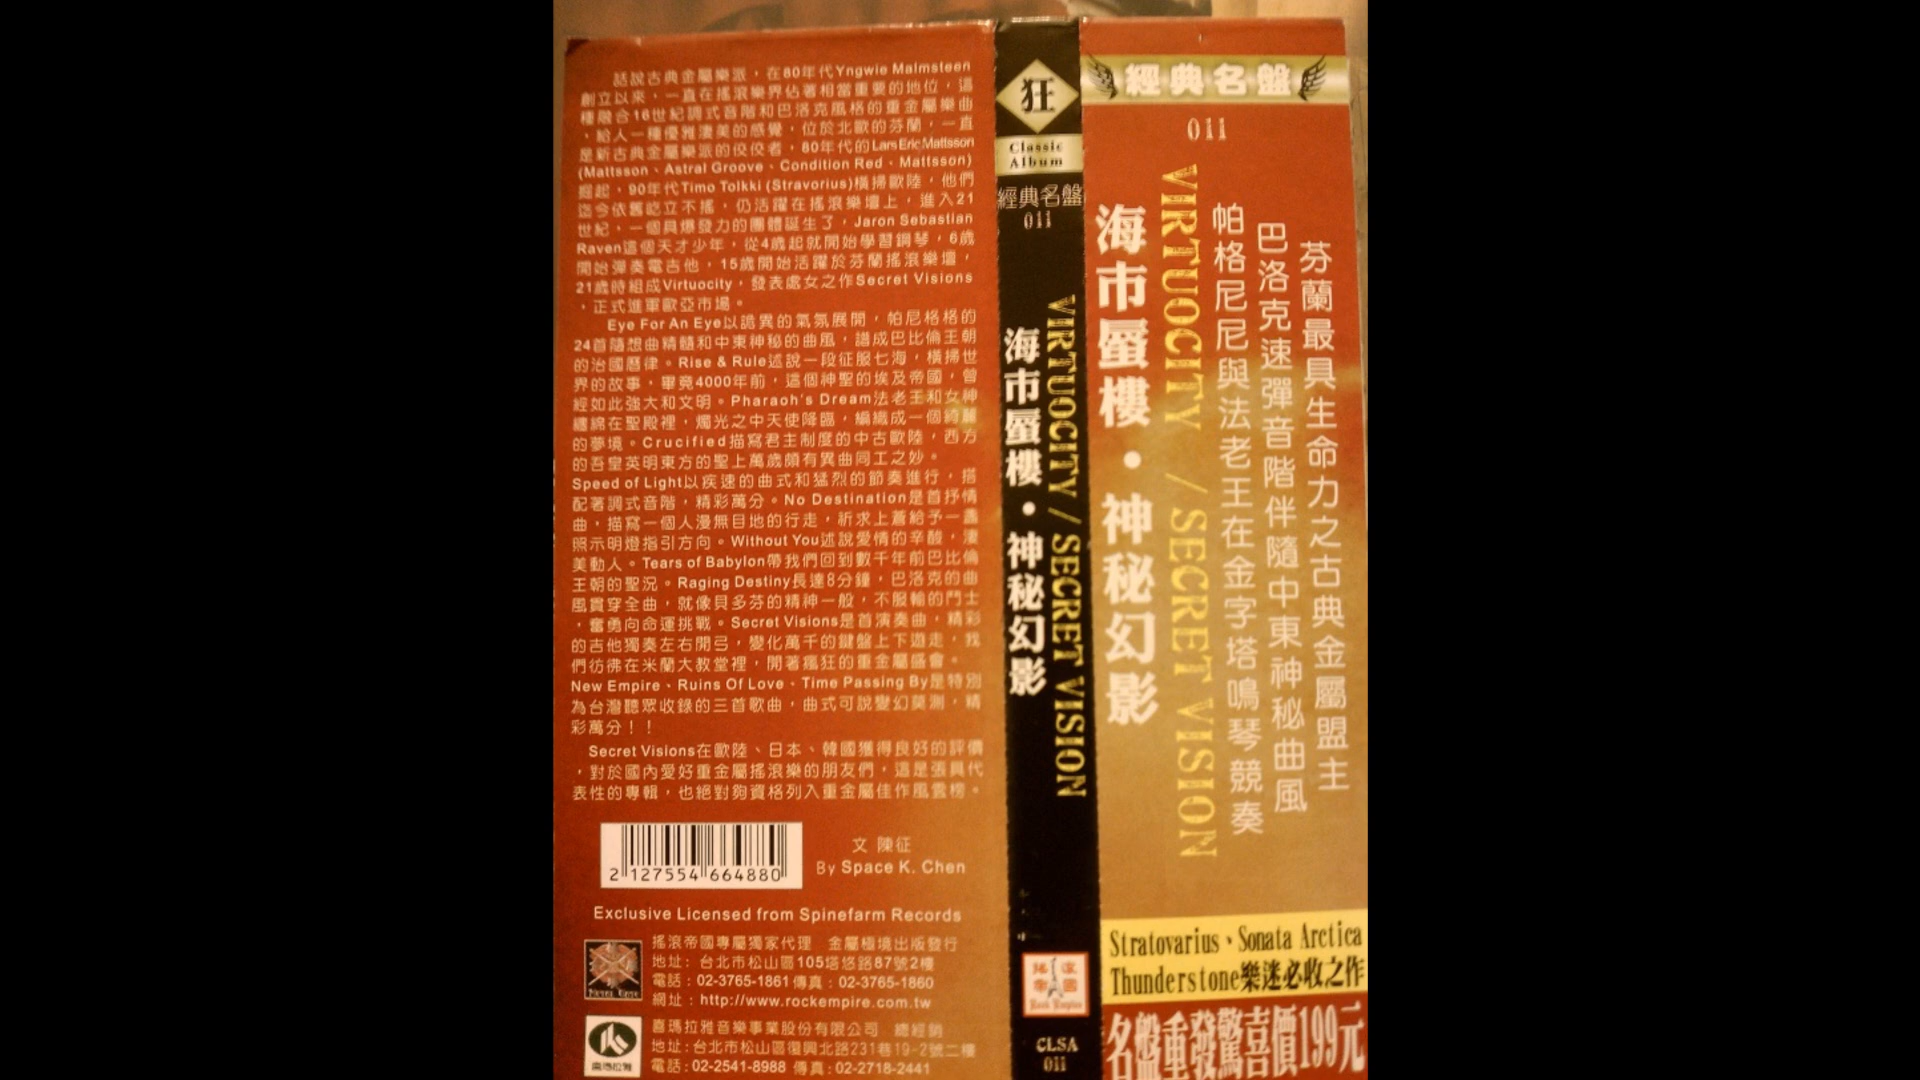 話說古典金屬樂派，在80年代Yngwie Malmsteen
創立以來，一直在搖滾樂界佔著相當重要的地位，這
種融合16世紀調式音階和巴洛克風格的重金屬樂曲
，給人一種優雅淒美的感覺，位於北歐的芬蘭，一直
是新古典金屬樂派的佼佼者，80年代的Lars Eric Mattsson
(Mattsson、Astral Groove、Condition Red、Mattsson)
掘起，90年代Timo Tolkki (Stravorius)橫掃歐陸，他們
迄今依舊屹立不搖，仍活躍在搖滾樂壇上，進入21
世紀，一個具爆發力的團體誕生了，Jaron Sebastian
Raven這個天才少年，從4歲起就開始學習鋼琴，6歲
開始彈奏電吉他，15歲開始活躍於芬蘭搖滾樂壇，
21歲時組成Virtuocity，發表處女之作Secret Visions
，正式進軍歐亞市場。
Eye For An Eye以詭異的氣氛展開，帕尼格格的
24首隨想曲精髓和中東神秘的曲風，譜成巴比倫王朝
的治國曆律。Rise & Rule述說一段征服七海，橫掃世
界的故事，畢竟4000年前，這個神聖的埃及帝國，曾
經如此強大和文明。Pharaoh's Dream法老王和女神
纏綿在聖殿裡，燭光之中天使降臨，編織成一個綺麗
的夢境。Crucified描寫君主制度的中古歐陸，西方
的吾皇英明東方的聖上萬歲頗有異曲同工之妙。
Speed of Light以疾速的曲式和猛烈的節奏進行，搭
配著調式音階，精彩萬分。No Destination是首抒情
曲，描寫一個人漫無目地的行走，祈求上蒼給予一盞
照示明燈指引方向。Without You述說愛情的辛酸，淒
美動人。Tears of Babylon帶我們回到數千年前巴比倫
王朝的聖況。Raging Destiny長達8分鐘，巴洛克的曲
風貫穿全曲，就像貝多芬的精神一般，不服輸的鬥士
，奮勇向命運挑戰。Secret Visions是首演奏曲，精彩
的吉他獨奏左右開弓，變化萬千的鍵盤上下遊走，我
們彷彿在米蘭大教堂裡，開著瘋狂的重金屬盛會。
New Empire、Ruins Of Love、Time Passing By是特別
為台灣聽眾收錄的三首歌曲，曲式可說變幻莫測，精
彩萬分！！
Secret Visions在歐陸、日本、韓國獲得良好的評價
，對於國內愛好重金屬搖滾樂的朋友們，這是張具代
表性的專輯，也絕對夠資格列入重金屬佳作風雲榜。
文 陳征
By Space K. Chen
2 127554 664880
Exclusive Licensed from Spinefarm Records
搖滾帝國專屬獨家代理 金屬極境出版發行
地址：台北市松山區105塔悠路87號2樓
電話：02-3765-1861 傳真：02-3765-1860
網址：http://www.rockempire.com.tw
喜瑪拉雅音樂事業股份有限公司 總經銷
地址：台北市松山區復興北路231巷19-2號二樓
電話：02-2541-8988 傳真：02-2718-2441
狂
Classic
Album
經典名盤
011
VIRTUOCITY / SECRET VISION
海市蜃樓・神秘幻影
搖滾
帝國
Rock Empire
CLSA
011
經典名盤
011
芬蘭最具生命力之古典金屬盟主
巴洛克速彈音階伴隨中東神秘曲風
帕格尼尼與法老王在金字塔鳴琴競奏
VIRTUOCITY / SECRET VISION
海市蜃樓・神秘幻影
Stratovarius、Sonata Arctica
Thunderstone樂迷必收之作
名盤重發驚喜價199元